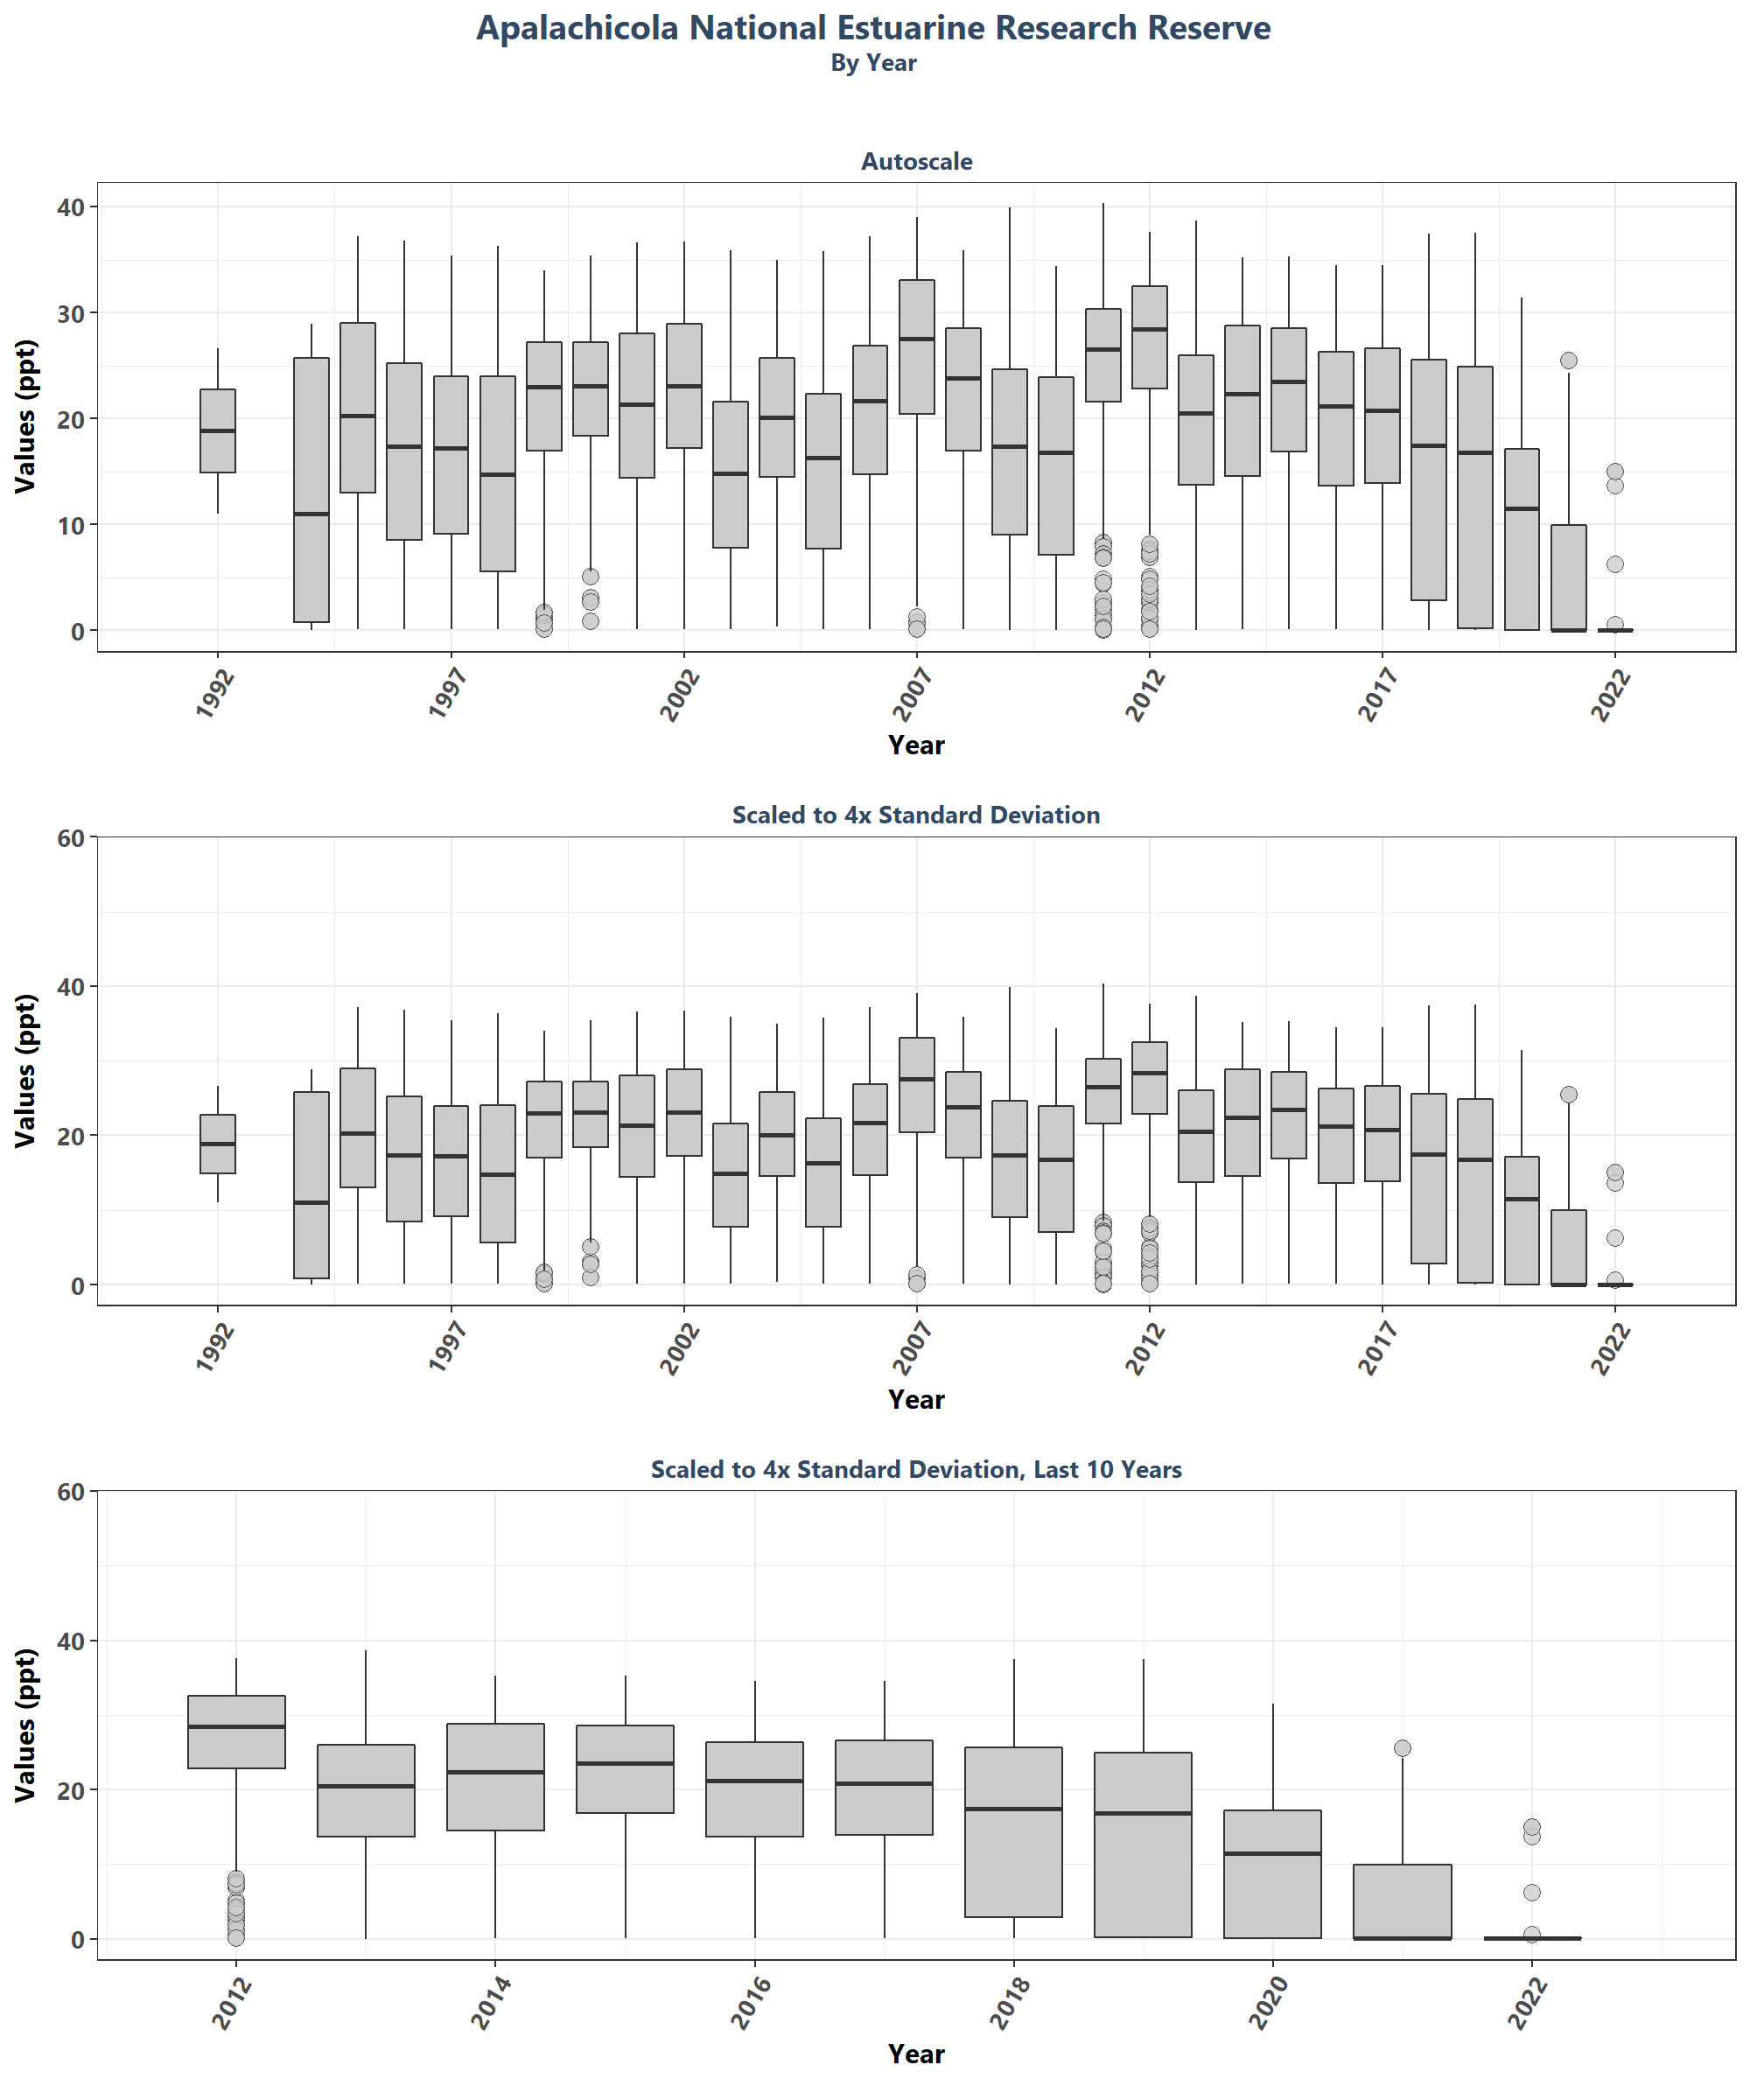 Apalachicola National Estuarine Research Reserve
By Year
Autoscale
Values (ppt)
40
30
20
10
0
1992 1997 2002 2007 2012 2017 2022
Year
Scaled to 4x Standard Deviation
Values (ppt)
60
40
20
0
1992 1997 2002 2007 2012 2017 2022
Year
Scaled to 4x Standard Deviation, Last 10 Years
Values (ppt)
60
40
20
0
2012 2014 2016 2018 2020 2022
Year